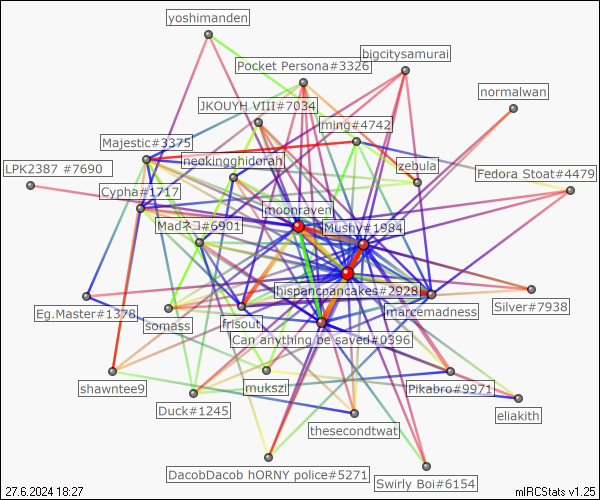 yoshimanden
bigcitysamurai
Pocket Persona#3326
normalwan
JKOUYH VIII#7034
ming#4742
Majestic#3375
neokingghidorah
zebula
LPK2387 #7690
Fedora Stoat#4479
Cypha#1717
moonraven
Madネコ#6901
Mushy#1984
hispancpancakes#2928
Eg.Master#1378
marcemadness
Silver#7938
somass
frisout
Can anything be saved#0396
shawntee9
mukszi
Pikabro#9971
Duck#1245
eliakith
thesecondtwat
DacobDacob hORNY police#5271
Swirly Boi#6154
27.6.2024 18:27
mIRCStats v1.25